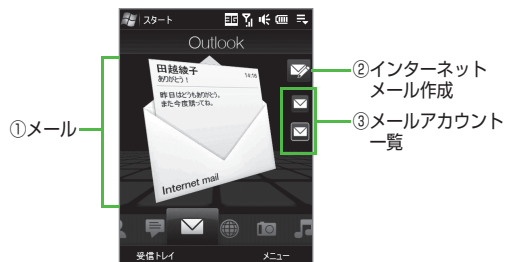 スタート
Outlook
田越綾子
14:18
ありがとう！
昨日はどうもありがとう。
また今度誘ってね。
Internet mail
受信トレイ
メニュー
①メール
②インターネット
メール作成
③メールアカウント
一覧